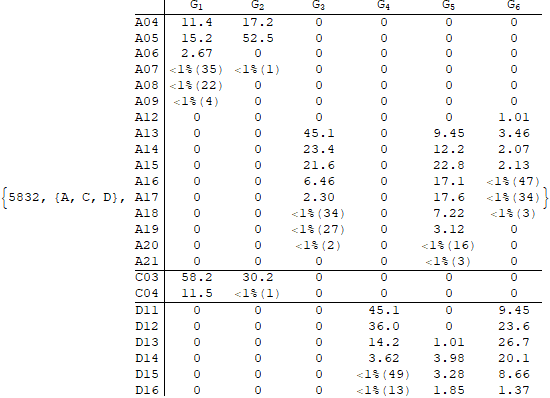 G1 G2 G3 G4 G5 G6
A04 11.4 17.2 0 0 0 0
A05 15.2 52.5 0 0 0 0
A06 2.67 0 0 0 0 0
A07 <1%(35) <1%(1) 0 0 0 0
A08 <1%(22) 0 0 0 0 0
A09 <1%(4) 0 0 0 0 0
A12 0 0 0 0 0 1.01
A13 0 0 45.1 0 9.45 3.46
A14 0 0 23.4 0 12.2 2.07
A15 0 0 21.6 0 22.8 2.13
A16 0 0 6.46 0 17.1 <1%(47)
{5832, {A, C, D}, A17 0 0 2.30 0 17.6 <1%(34)}
A18 0 0 <1%(34) 0 7.22 <1%(3)
A19 0 0 <1%(27) 0 3.12 0
A20 0 0 <1%(2) 0 <1%(16) 0
A21 0 0 0 0 <1%(3) 0
C03 58.2 30.2 0 0 0 0
C04 11.5 <1%(1) 0 0 0 0
D11 0 0 0 45.1 0 9.45
D12 0 0 0 36.0 0 23.6
D13 0 0 0 14.2 1.01 26.7
D14 0 0 0 3.62 3.98 20.1
D15 0 0 0 <1%(49) 3.28 8.66
D16 0 0 0 <1%(13) 1.85 1.37